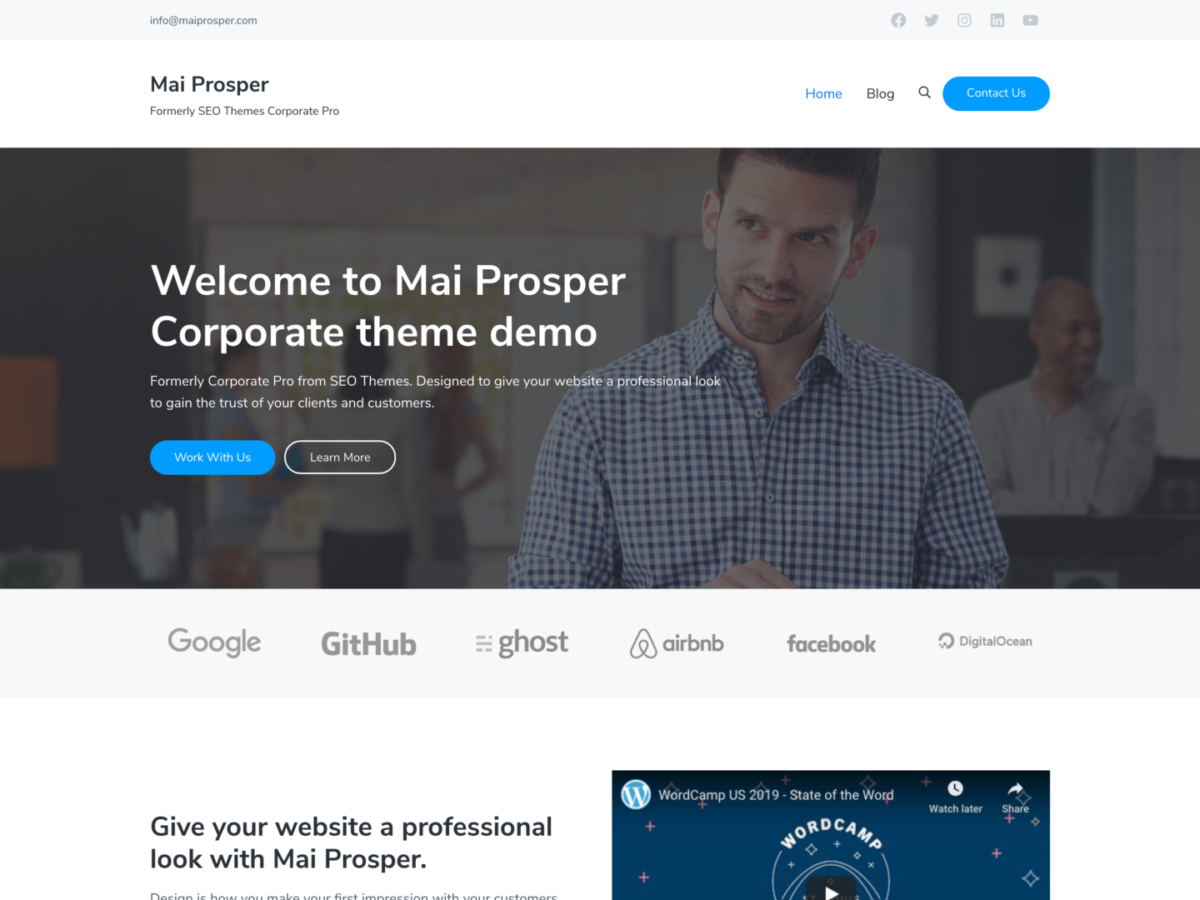 info@maiprosper.com
Mai Prosper
Formerly SEO Themes Corporate Pro
Home
Blog
Contact Us
Welcome to Mai Prosper
Corporate theme demo
Formerly Corporate Pro from SEO Themes. Designed to give your website a professional look
to gain the trust of your clients and customers.
Work With Us
Learn More
Google
GitHub
ghost
airbnb
facebook
DigitalOcean
Give your website a professional
look with Mai Prosper.
Design is how you make your first impression with your customers
WordCamp US 2019 - State of the Word
Watch later
Share
WORDCAMP